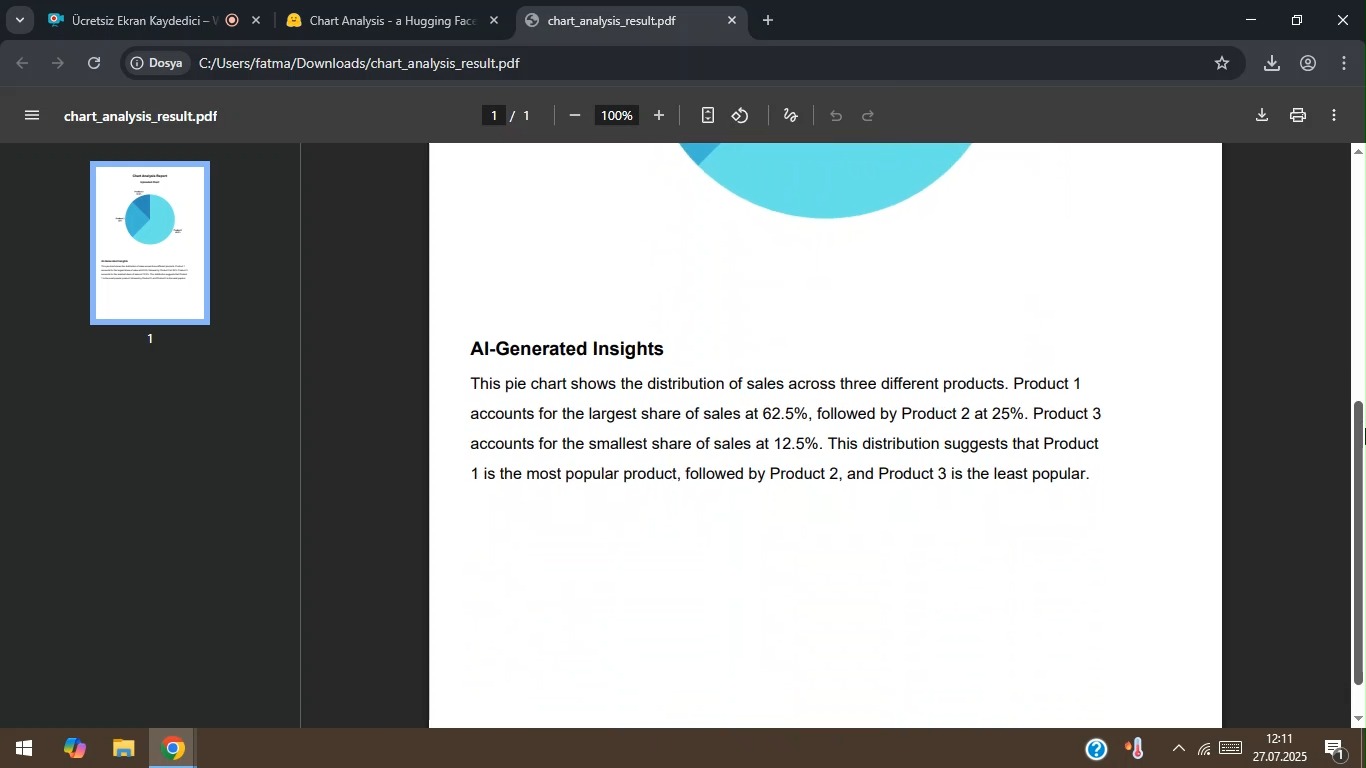 Ücretsiz Ekran Kaydedici –
Chart Analysis - a Hugging Face
chart_analysis_result.pdf
Dosya
C:/Users/fatma/Downloads/chart_analysis_result.pdf
chart_analysis_result.pdf
1 / 1
100%
Chart Analysis Report
1
AI-Generated Insights
This pie chart shows the distribution of sales across three different products. Product 1
accounts for the largest share of sales at 62.5%, followed by Product 2 at 25%. Product 3
accounts for the smallest share of sales at 12.5%. This distribution suggests that Product
1 is the most popular product, followed by Product 2, and Product 3 is the least popular.
12:11
27.07.2025
1